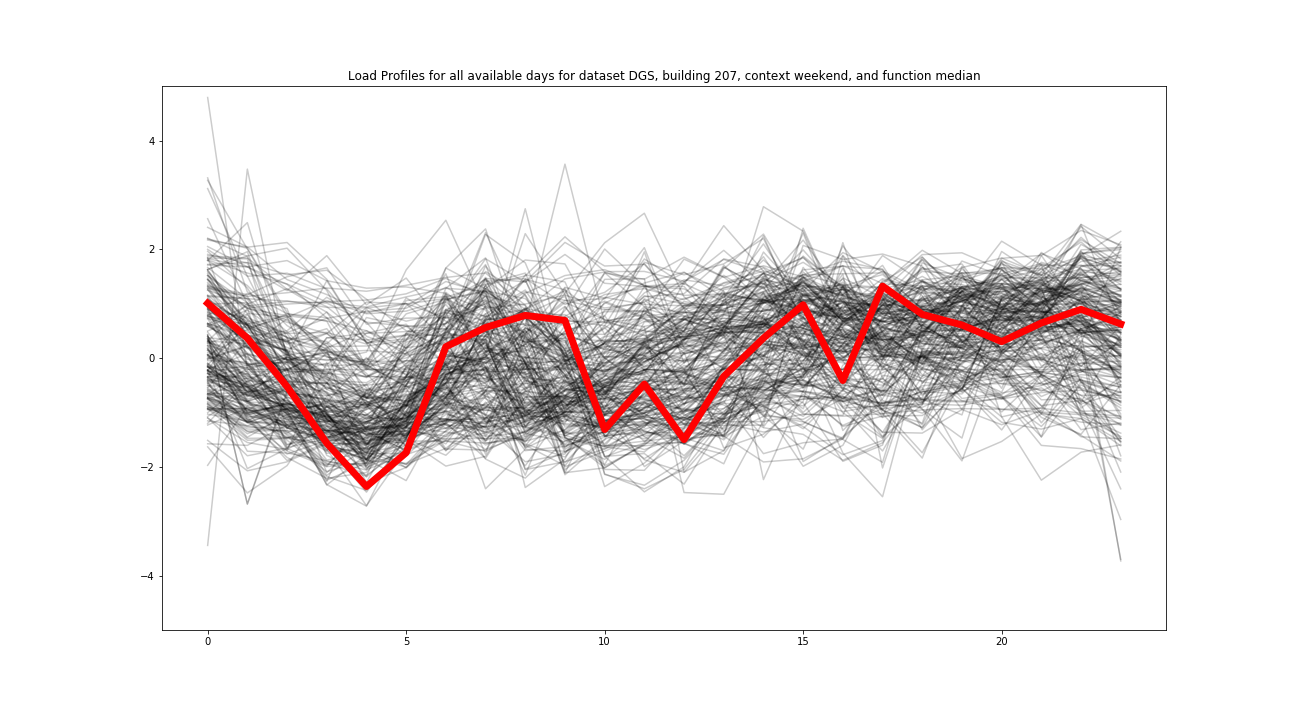 Load Profiles for all available days for dataset DGS, building 207, context weekend, and function median
4
2
0
−2
−4
0 5 10 15 20